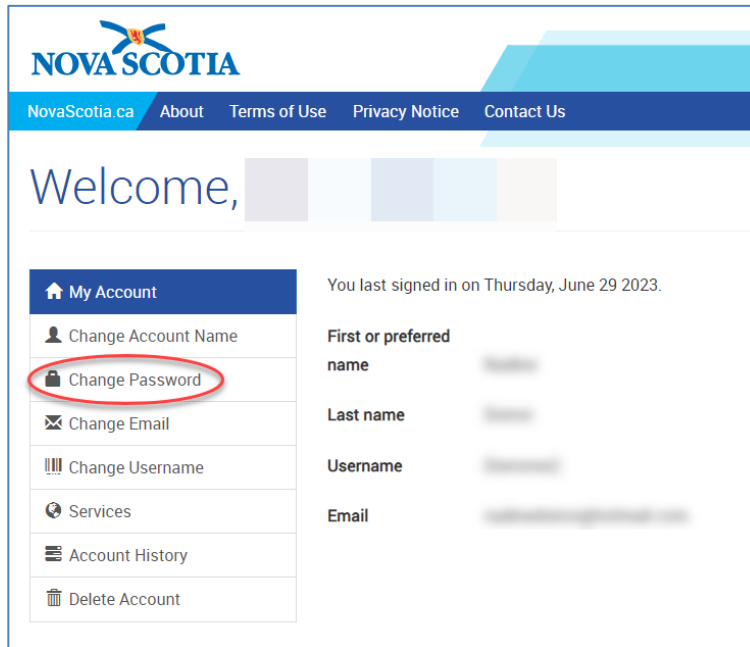 NOVA SCOTIA
NovaScotia.ca About Terms of Use Privacy Notice Contact Us
Welcome,
My Account
Change Account Name
Change Password
Change Email
Change Username
Services
Account History
Delete Account
You last signed in on Thursday, June 29 2023.
First or preferred
name
Last name
Username
Email